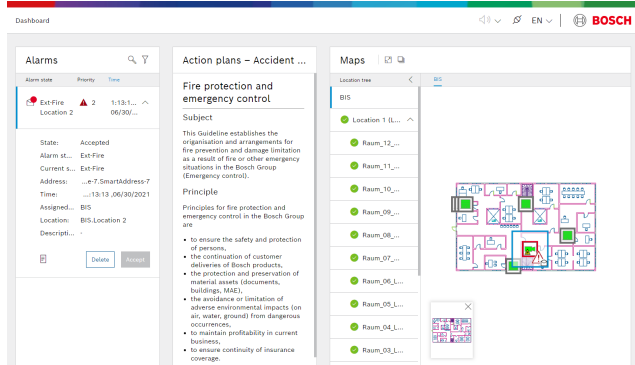 Dashboard
EN
BOSCH
Alarms
Alarm state Priority Time
Ext-Fire 2 1:13:1...
Location 2 06/30/...
State: Accepted
Alarm st... Ext-Fire
Current s... Ext-Fire
Address: ...e-7.SmartAddress-7
Time: ...:13:13 ,06/30/2021
Assigned... BIS
Location: BIS.Location 2
Descripti... -
Delete Accept
Action plans – Accident ...
Fire protection and
emergency control
Subject
This Guideline establishes the
origanisation and arrangements for
fire prevention and damage limitation
as a result of fire or other emergency
situations in the Bosch Group
(Emergency control).
Principle
Principles for fire protection and
emergency control in the Bosch Group
are
• to ensure the safety and protection
of persons,
• the continuation of customer
deliveries of Bosch products,
• the protection and preservation of
material assets (documents,
buildings, MAE),
• the avoidance or limitation of
adverse environmental impacts (on
air, water, ground) from dangerous
occurrences,
• to maintain profitability in current
business,
• to ensure continuity of insurance
coverage.
Maps
Location tree
BIS
BIS
Location 1 (L...
Raum_12_...
Raum_11_...
Raum_10_...
Raum_09_...
Raum_08_...
Raum_07_...
Raum_06_L...
Raum_05_L...
Raum_04_L...
Raum_03_L...